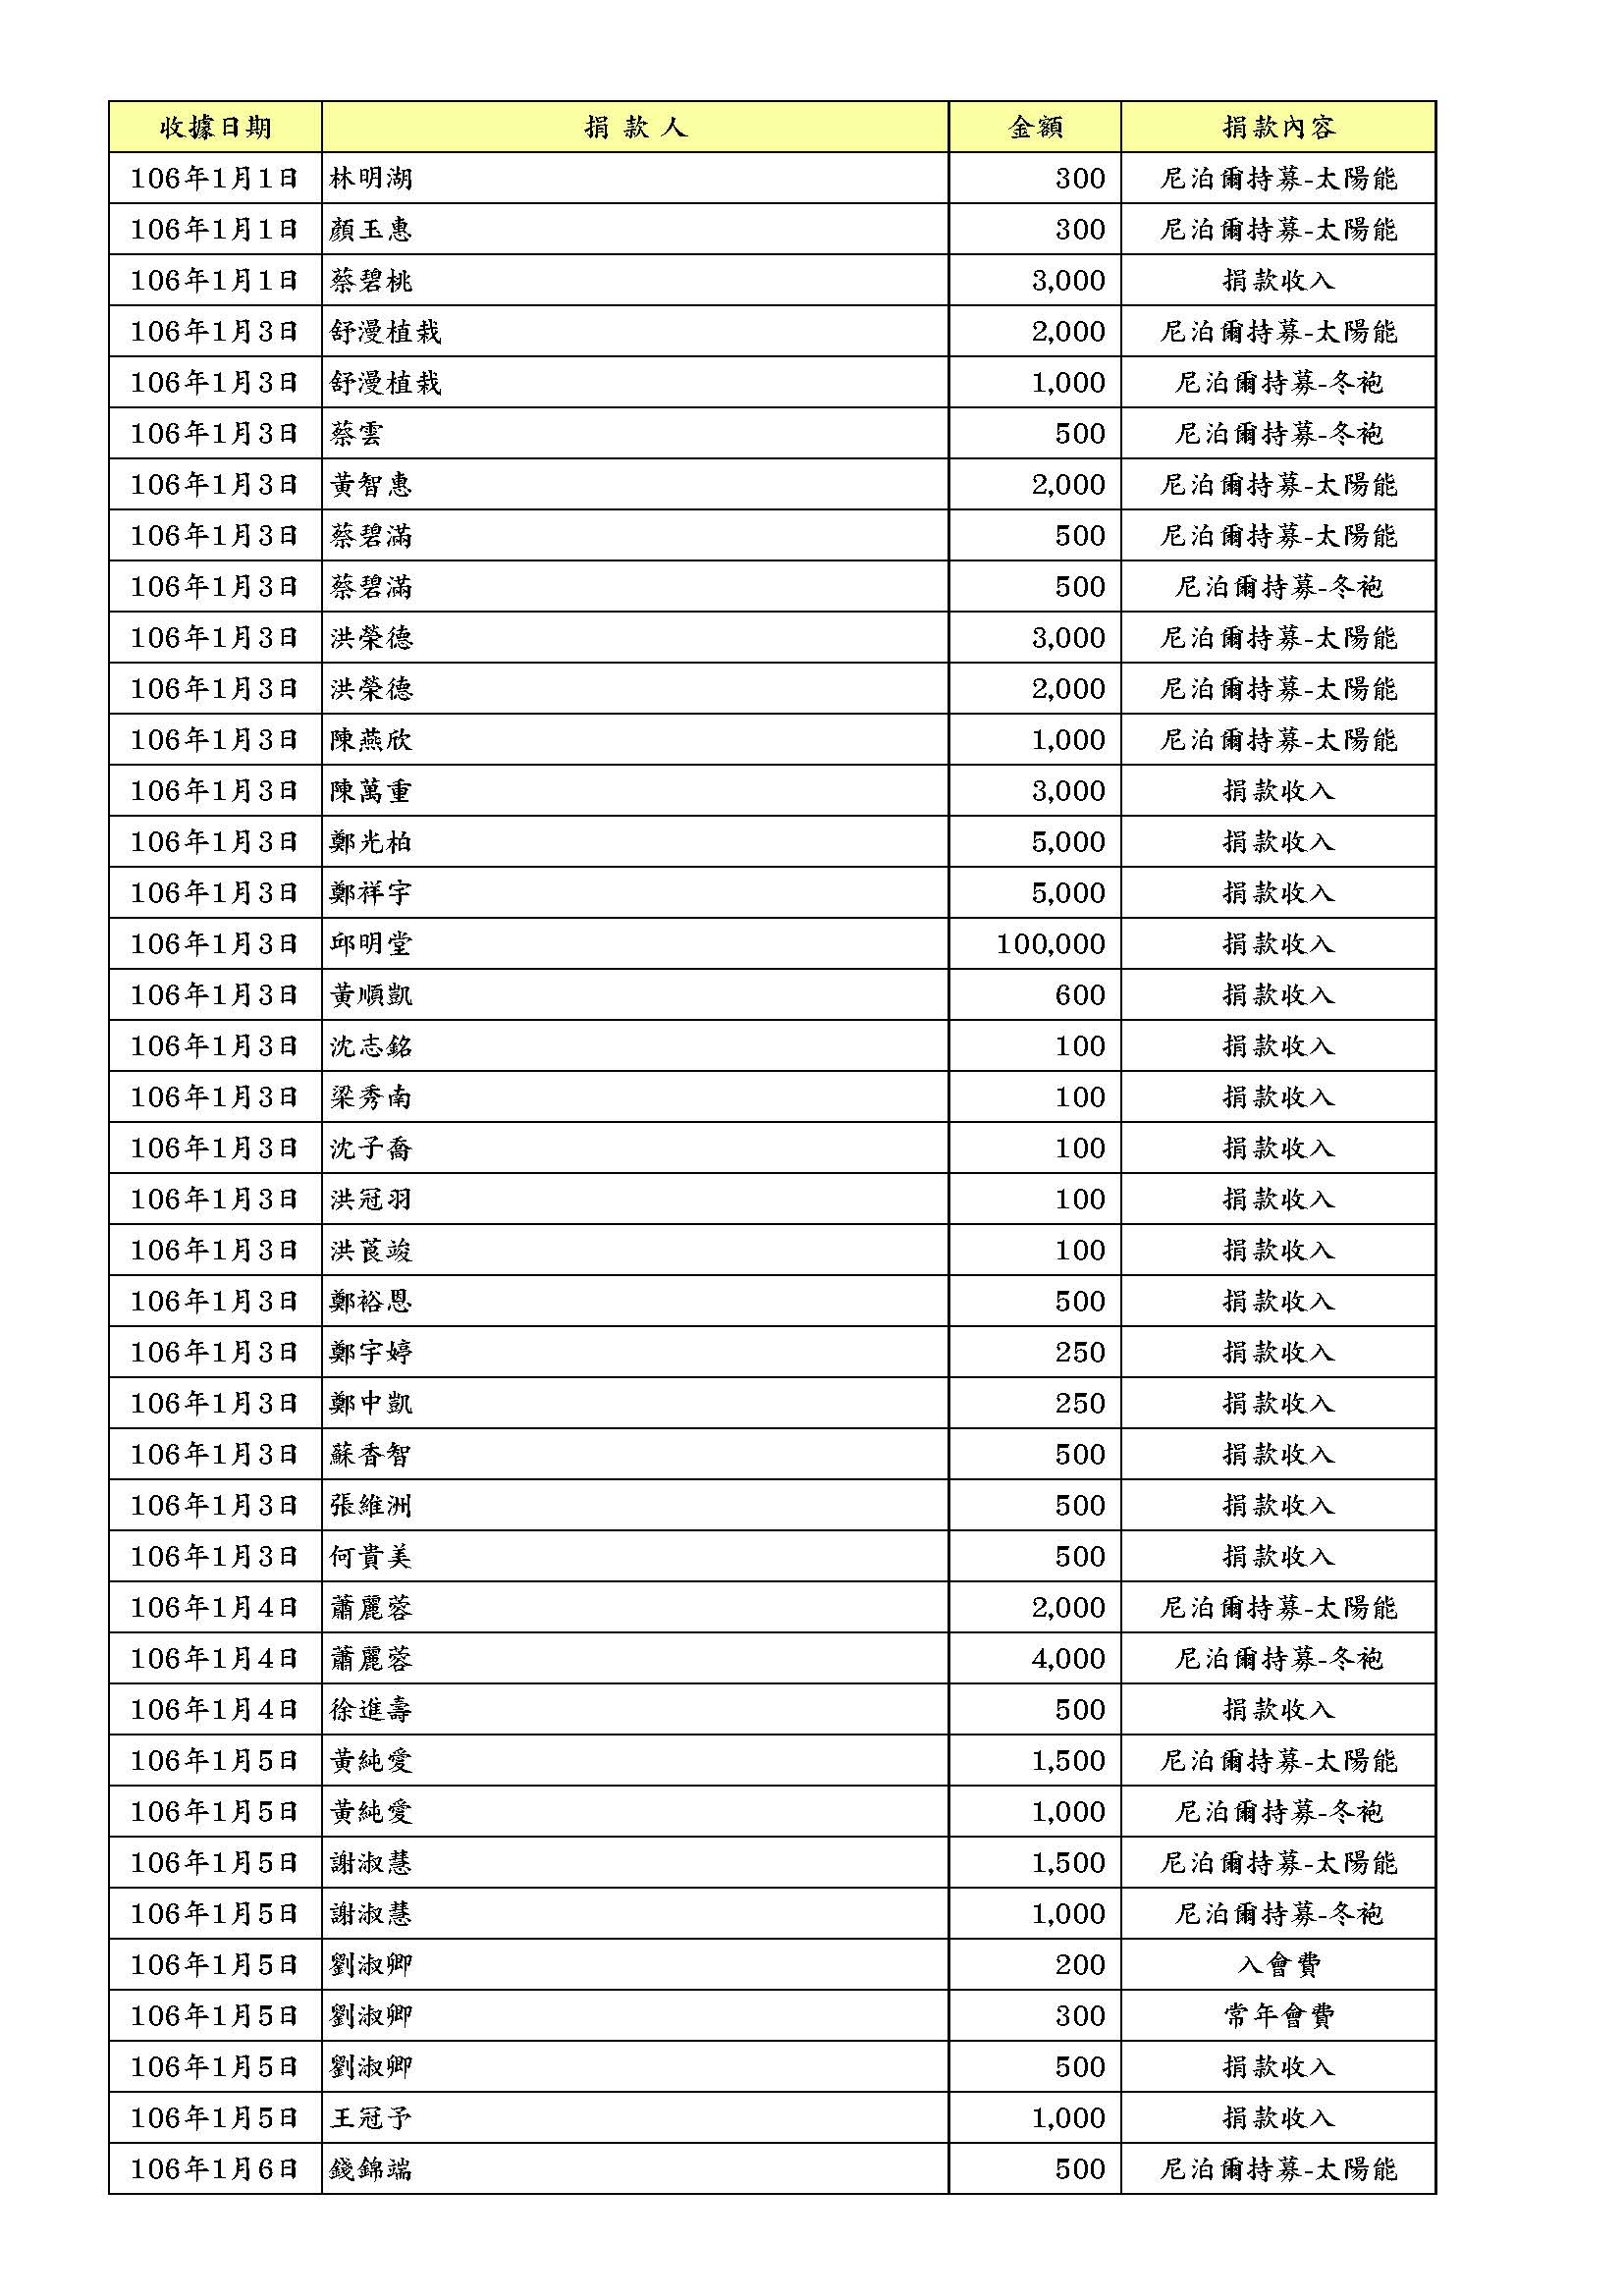 收據日期 捐 款 人 金額 捐款內容
106年1月1日 林明湖 300 尼泊爾持募-太陽能
106年1月1日 顏玉惠 300 尼泊爾持募-太陽能
106年1月1日 蔡碧桃 3,000 捐款收入
106年1月3日 舒漫植栽 2,000 尼泊爾持募-太陽能
106年1月3日 舒漫植栽 1,000 尼泊爾持募-冬袍
106年1月3日 蔡雲 500 尼泊爾持募-冬袍
106年1月3日 黃智惠 2,000 尼泊爾持募-太陽能
106年1月3日 蔡碧滿 500 尼泊爾持募-太陽能
106年1月3日 蔡碧滿 500 尼泊爾持募-冬袍
106年1月3日 洪榮德 3,000 尼泊爾持募-太陽能
106年1月3日 洪榮德 2,000 尼泊爾持募-太陽能
106年1月3日 陳燕欣 1,000 尼泊爾持募-太陽能
106年1月3日 陳萬重 3,000 捐款收入
106年1月3日 鄭光柏 5,000 捐款收入
106年1月3日 鄭祥宇 5,000 捐款收入
106年1月3日 邱明堂 100,000 捐款收入
106年1月3日 黃順凱 600 捐款收入
106年1月3日 沈志銘 100 捐款收入
106年1月3日 梁秀南 100 捐款收入
106年1月3日 沈子喬 100 捐款收入
106年1月3日 洪冠羽 100 捐款收入
106年1月3日 洪莨竣 100 捐款收入
106年1月3日 鄭裕恩 500 捐款收入
106年1月3日 鄭宇婷 250 捐款收入
106年1月3日 鄭中凱 250 捐款收入
106年1月3日 蘇香智 500 捐款收入
106年1月3日 張維洲 500 捐款收入
106年1月3日 何貴美 500 捐款收入
106年1月4日 蕭麗蓉 2,000 尼泊爾持募-太陽能
106年1月4日 蕭麗蓉 4,000 尼泊爾持募-冬袍
106年1月4日 徐進壽 500 捐款收入
106年1月5日 黃純愛 1,500 尼泊爾持募-太陽能
106年1月5日 黃純愛 1,000 尼泊爾持募-冬袍
106年1月5日 謝淑慧 1,500 尼泊爾持募-太陽能
106年1月5日 謝淑慧 1,000 尼泊爾持募-冬袍
106年1月5日 劉淑卿 200 入會費
106年1月5日 劉淑卿 300 常年會費
106年1月5日 劉淑卿 500 捐款收入
106年1月5日 王冠予 1,000 捐款收入
106年1月6日 錢錦端 500 尼泊爾持募-太陽能